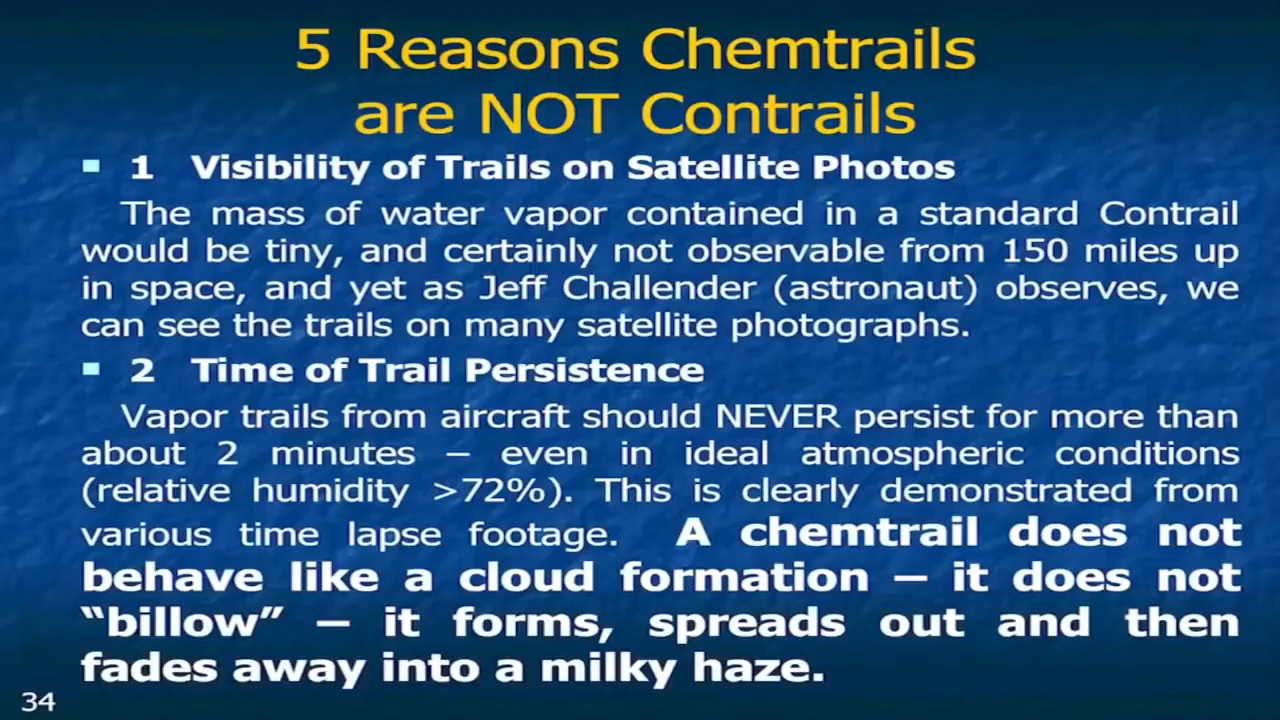 5 Reasons Chemtrails
are NOT Contrails
1 Visibility of Trails on Satellite Photos
The mass of water vapor contained in a standard Contrail
would be tiny, and certainly not observable from 150 miles up
in space, and yet as Jeff Challender (astronaut) observes, we
can see the trails on many satellite photographs.
2 Time of Trail Persistence
Vapor trails from aircraft should NEVER persist for more than
about 2 minutes – even in ideal atmospheric conditions
(relative humidity >72%). This is clearly demonstrated from
various time lapse footage. A chemtrail does not
behave like a cloud formation – it does not
“billow” – it forms, spreads out and then
fades away into a milky haze.
34